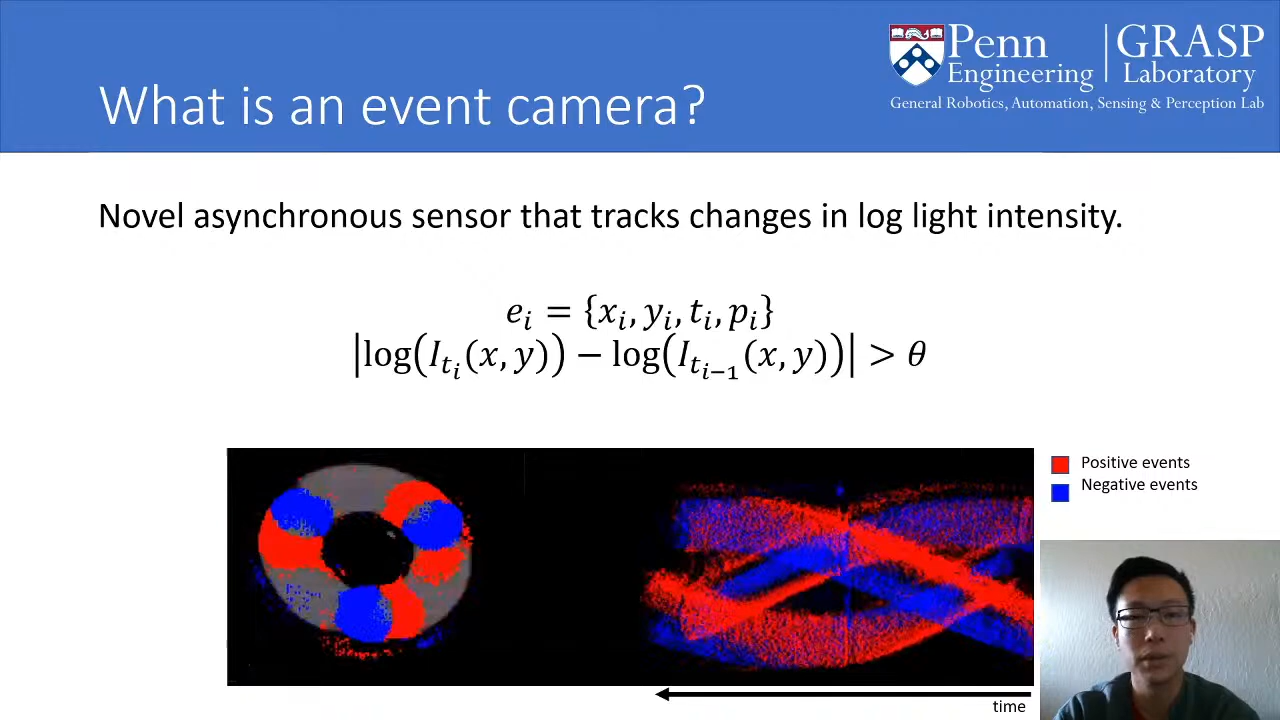 What is an event camera?
Penn Engineering
GRASP Laboratory
General Robotics, Automation, Sensing & Perception Lab
Novel asynchronous sensor that tracks changes in log light intensity.
e_i = {x_i, y_i, t_i, p_i}
|log(I_{t_i}(x, y)) − log(I_{t_{i−1}}(x, y))| > θ
Positive events
Negative events
time